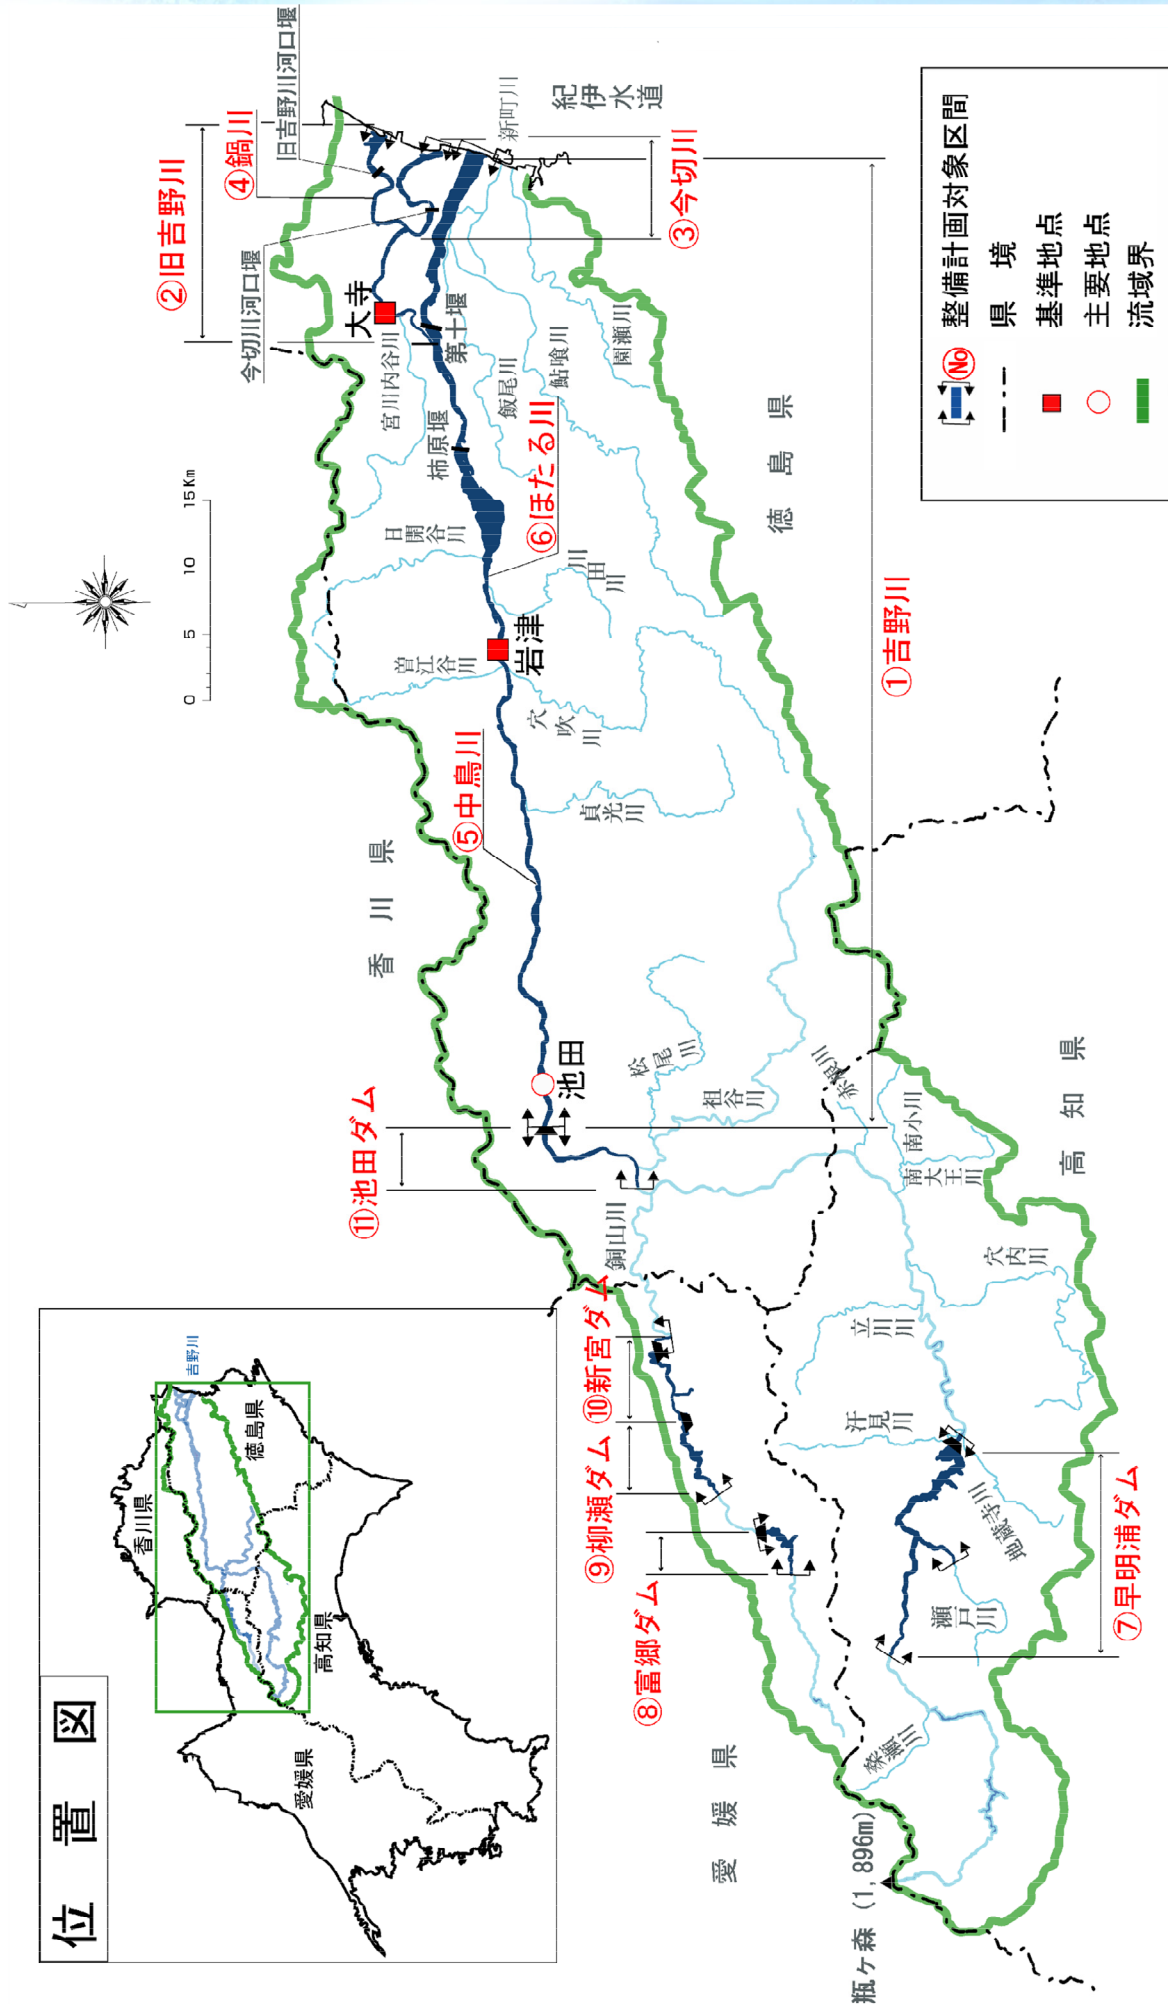 位置図
香川県
徳島県
愛媛県
高知県
吉野川
②旧吉野川
④鍋川
旧吉野川河口堰
今切川河口堰
大寺
第十堰
宮川内谷川
柿原堰
飯尾川
鮎喰川
園瀬川
新町川
紀伊水道
③今切川
⑥ほたる川
日開谷川
川田川
岩津
曽江谷川
穴吹川
⑤中鳥川
貞光川
①吉野川
徳島県
香川県
0 5 10 15 Km
池田
⑪池田ダム
松尾川
祖谷川
銅山川
南小川
南大王川
高知県
穴内川
立川川
汗見川
地蔵寺川
瀬戸川
⑩新宮ダム
⑨柳瀬ダム
⑧富郷ダム
⑦早明浦ダム
愛媛県
瓶ヶ森 (1,896m)
No 整備計画対象区間
県境
基準地点
主要地点
流域界